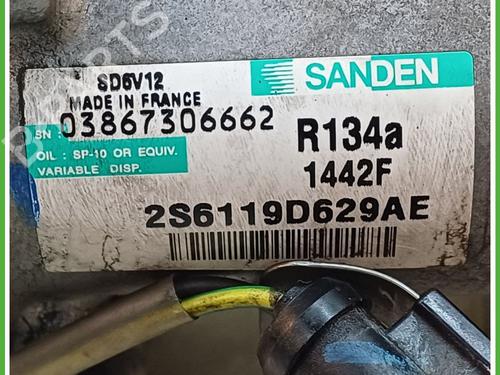 SD6V12
SANDEN
MADE IN FRANCE
SN :
03867306662
R134a
OIL : SP-10 OR EQUIV.
VARIABLE DISP.
1442F
2S6119D629AE